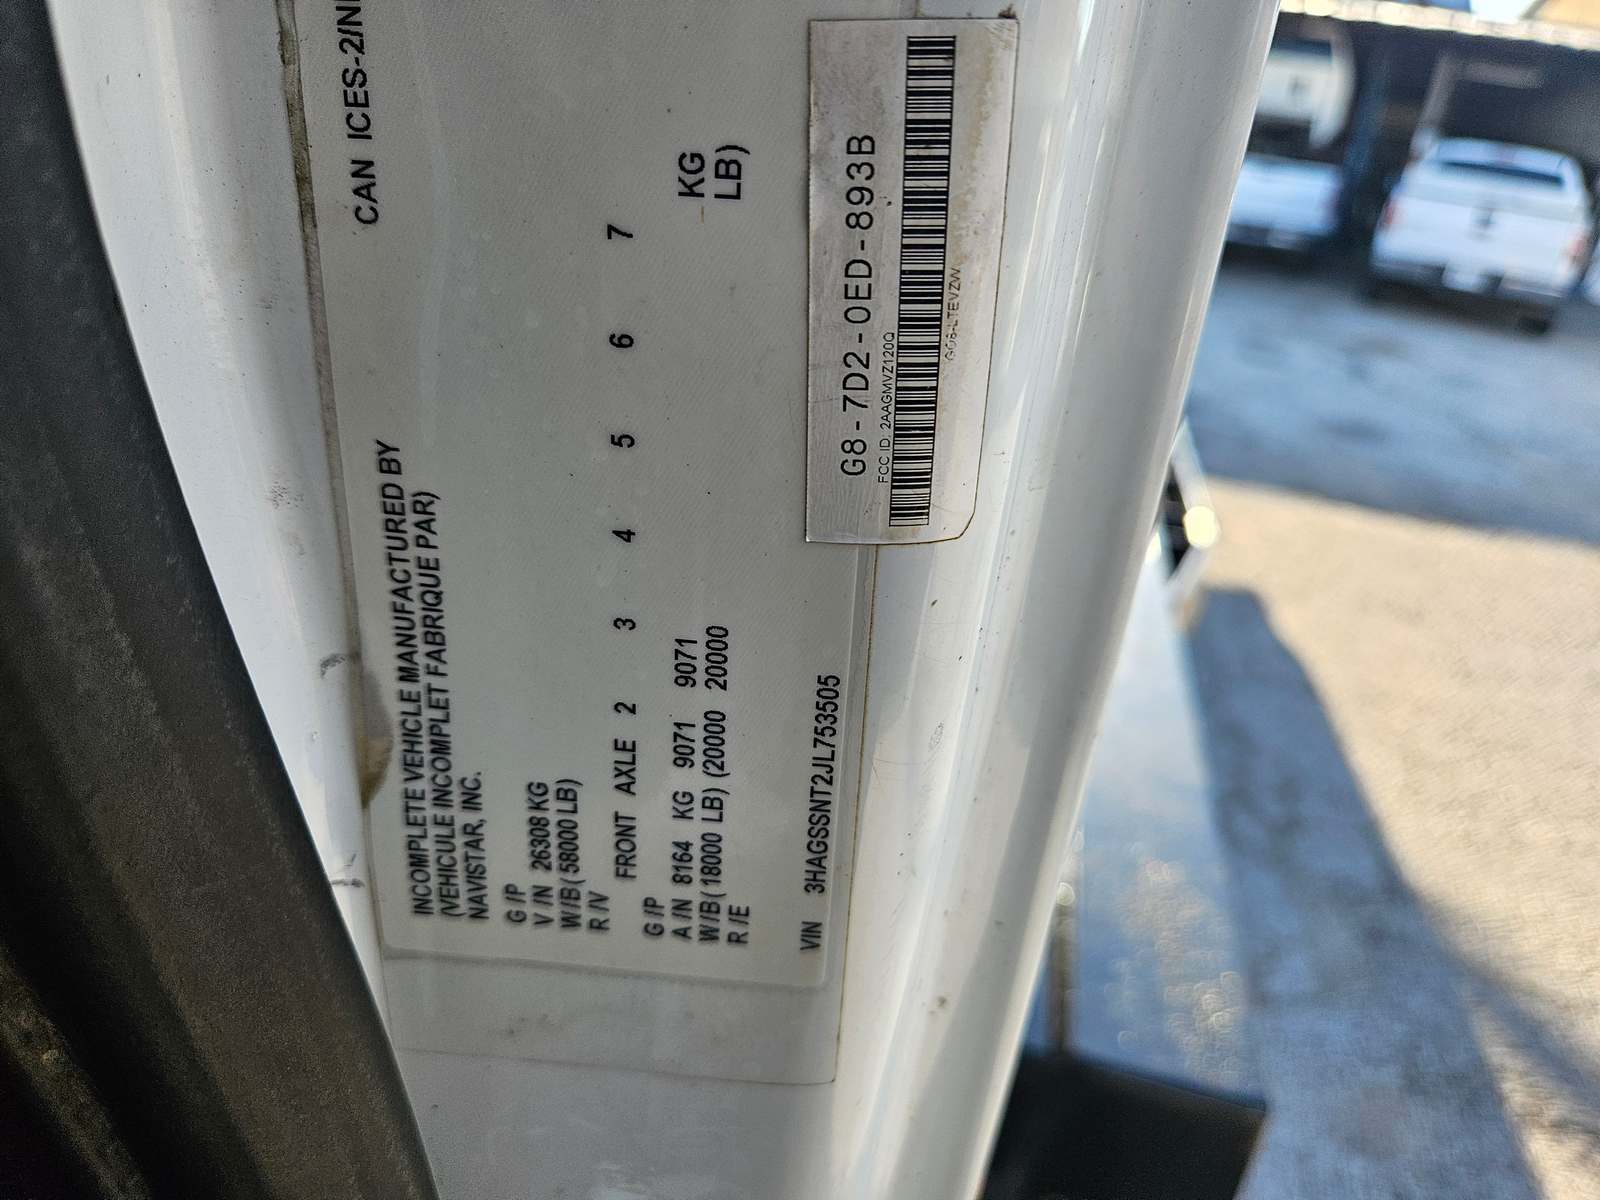 CAN ICES-2/N
INCOMPLETE VEHICLE MANUFACTURED BY
(VEHICULE INCOMPLET FABRIQUE PAR)
NAVISTAR, INC.
G /P
V /N 26308 KG
W/B (58000 LB)
R /V
FRONT AXLE 2 3 4 5 6 7
G /P
A /N 8164 KG 9071 9071 KG
W/B (18000 LB) (20000 20000 LB)
R /E
VIN 3HAGSSNT2JL753505
G8-7D2-0ED-893B
FCC ID: 2AAGMVZ120Q
GO8-LTEVZW